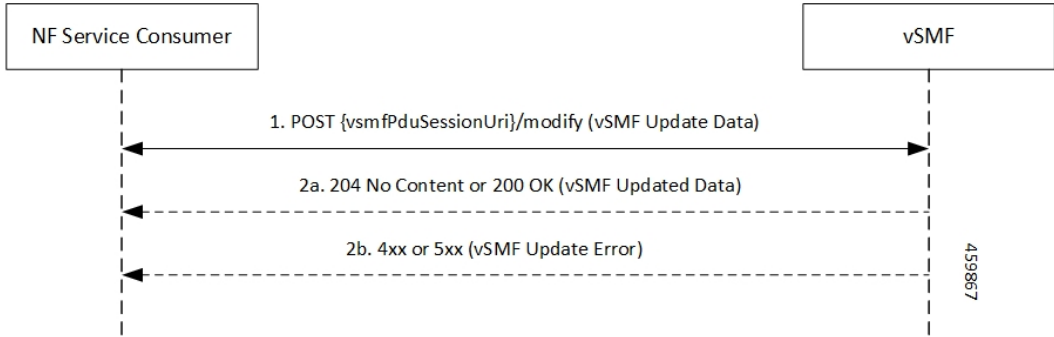 NF Service Consumer
vSMF
1. POST {vsmfPduSessionUri}/modify (vSMF Update Data)
2a. 204 No Content or 200 OK (vSMF Updated Data)
2b. 4xx or 5xx (vSMF Update Error)
459867